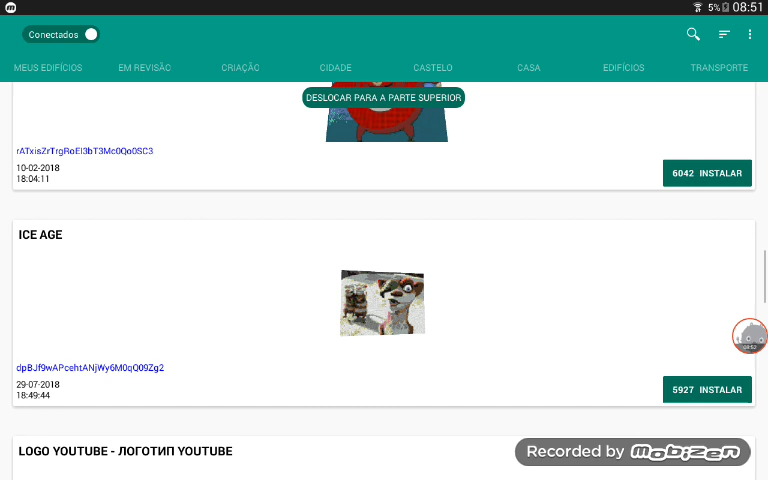 5% 08:51
Conectados
MEUS EDIFÍCIOS EM REVISÃC CRIAÇÃO CIDADE CASTELO CASA EDIFÍCIOS TRANSPORTE
DESLOCAR PARA A PARTE SUPERIOR
rATxisZrTrgRoEI3bT3Mc0Qo0SC3
10-02-2018
18:04:11
6042 INSTALAR
ICE AGE
dpBJf9wAPcehtANjWy6M0qQ09Zg2
29-07-2018
18:49:44
5927 INSTALAR
LOGO YOUTUBE - ЛОГОТИП YOUTUBE
Recorded by mobizen